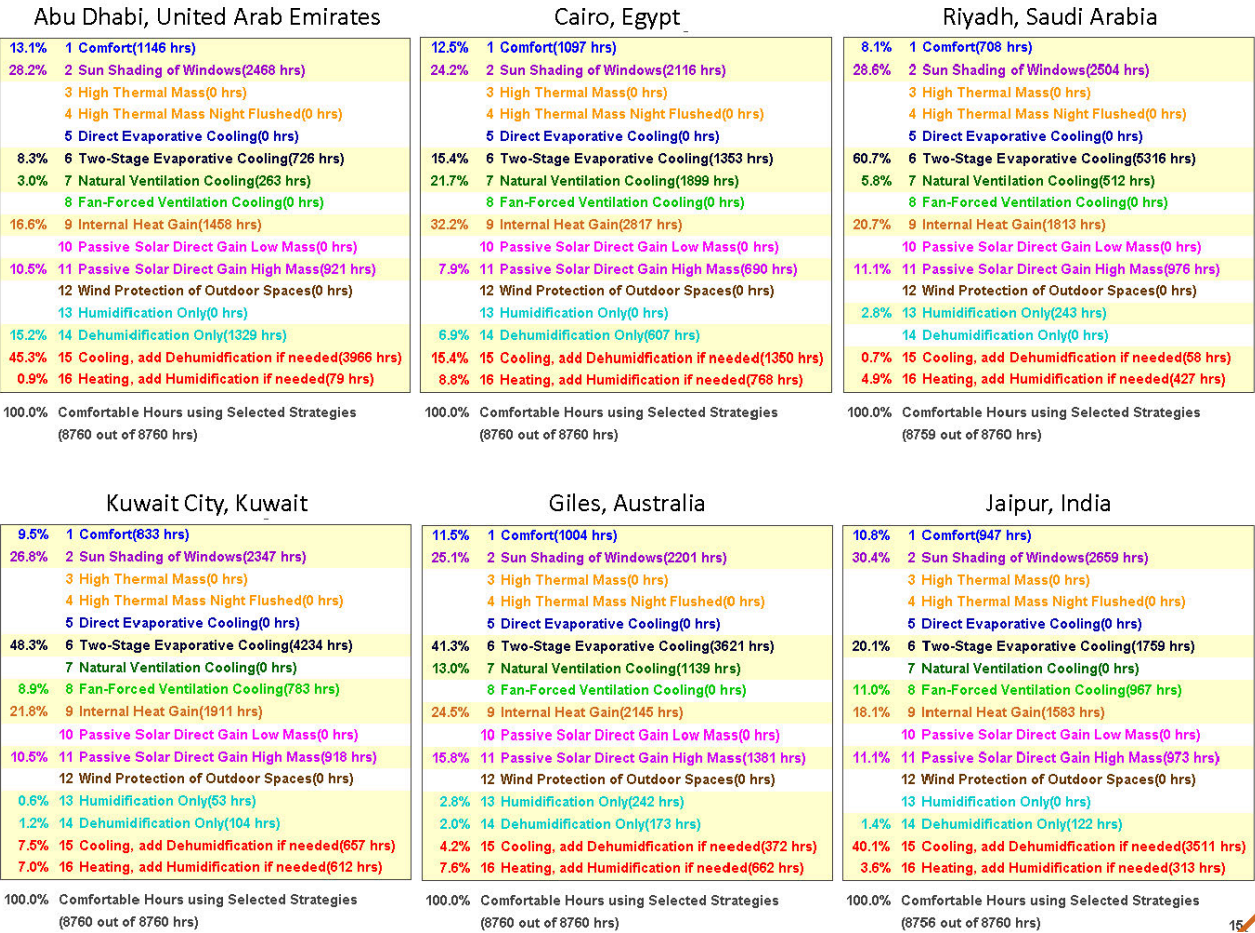 Abu Dhabi, United Arab Emirates
13.1% 1 Comfort(1146 hrs)
28.2% 2 Sun Shading of Windows(2468 hrs)
3 High Thermal Mass(0 hrs)
4 High Thermal Mass Night Flushed(0 hrs)
5 Direct Evaporative Cooling(0 hrs)
8.3% 6 Two-Stage Evaporative Cooling(726 hrs)
3.0% 7 Natural Ventilation Cooling(263 hrs)
8 Fan-Forced Ventilation Cooling(0 hrs)
16.6% 9 Internal Heat Gain(1458 hrs)
10 Passive Solar Direct Gain Low Mass(0 hrs)
10.5% 11 Passive Solar Direct Gain High Mass(921 hrs)
12 Wind Protection of Outdoor Spaces(0 hrs)
13 Humidification Only(0 hrs)
15.2% 14 Dehumidification Only(1329 hrs)
45.3% 15 Cooling, add Dehumidfication if needed(3966 hrs)
0.9% 16 Heating, add Humidification if needed(79 hrs)
100.0% Comfortable Hours using Selected Strategies
(8760 out of 8760 hrs)
Cairo, Egypt
12.5% 1 Comfort(1097 hrs)
24.2% 2 Sun Shading of Windows(2116 hrs)
3 High Thermal Mass(0 hrs)
4 High Thermal Mass Night Flushed(0 hrs)
5 Direct Evaporative Cooling(0 hrs)
15.4% 6 Two-Stage Evaporative Cooling(1353 hrs)
21.7% 7 Natural Ventilation Cooling(1899 hrs)
8 Fan-Forced Ventilation Cooling(0 hrs)
32.2% 9 Internal Heat Gain(2817 hrs)
10 Passive Solar Direct Gain Low Mass(0 hrs)
7.9% 11 Passive Solar Direct Gain High Mass(690 hrs)
12 Wind Protection of Outdoor Spaces(0 hrs)
13 Humidification Only(0 hrs)
6.9% 14 Dehumidification Only(607 hrs)
15.4% 15 Cooling, add Dehumidfication if needed(1350 hrs)
8.8% 16 Heating, add Humidification if needed(768 hrs)
100.0% Comfortable Hours using Selected Strategies
(8760 out of 8760 hrs)
Riyadh, Saudi Arabia
8.1% 1 Comfort(708 hrs)
28.6% 2 Sun Shading of Windows(2504 hrs)
3 High Thermal Mass(0 hrs)
4 High Thermal Mass Night Flushed(0 hrs)
5 Direct Evaporative Cooling(0 hrs)
60.7% 6 Two-Stage Evaporative Cooling(5316 hrs)
5.8% 7 Natural Ventilation Cooling(512 hrs)
8 Fan-Forced Ventilation Cooling(0 hrs)
20.7% 9 Internal Heat Gain(1813 hrs)
10 Passive Solar Direct Gain Low Mass(0 hrs)
11.1% 11 Passive Solar Direct Gain High Mass(976 hrs)
12 Wind Protection of Outdoor Spaces(0 hrs)
2.8% 13 Humidification Only(243 hrs)
14 Dehumidification Only(0 hrs)
0.7% 15 Cooling, add Dehumidfication if needed(58 hrs)
4.9% 16 Heating, add Humidification if needed(427 hrs)
100.0% Comfortable Hours using Selected Strategies
(8759 out of 8760 hrs)
Kuwait City, Kuwait
9.5% 1 Comfort(833 hrs)
26.8% 2 Sun Shading of Windows(2347 hrs)
3 High Thermal Mass(0 hrs)
4 High Thermal Mass Night Flushed(0 hrs)
5 Direct Evaporative Cooling(0 hrs)
48.3% 6 Two-Stage Evaporative Cooling(4234 hrs)
7 Natural Ventilation Cooling(0 hrs)
8.9% 8 Fan-Forced Ventilation Cooling(783 hrs)
21.8% 9 Internal Heat Gain(1911 hrs)
10 Passive Solar Direct Gain Low Mass(0 hrs)
10.5% 11 Passive Solar Direct Gain High Mass(918 hrs)
12 Wind Protection of Outdoor Spaces(0 hrs)
0.6% 13 Humidification Only(53 hrs)
1.2% 14 Dehumidification Only(104 hrs)
7.5% 15 Cooling, add Dehumidfication if needed(657 hrs)
7.0% 16 Heating, add Humidification if needed(612 hrs)
100.0% Comfortable Hours using Selected Strategies
(8760 out of 8760 hrs)
Giles, Australia
11.5% 1 Comfort(1004 hrs)
25.1% 2 Sun Shading of Windows(2201 hrs)
3 High Thermal Mass(0 hrs)
4 High Thermal Mass Night Flushed(0 hrs)
5 Direct Evaporative Cooling(0 hrs)
41.3% 6 Two-Stage Evaporative Cooling(3621 hrs)
13.0% 7 Natural Ventilation Cooling(1139 hrs)
8 Fan-Forced Ventilation Cooling(0 hrs)
24.5% 9 Internal Heat Gain(2145 hrs)
10 Passive Solar Direct Gain Low Mass(0 hrs)
15.8% 11 Passive Solar Direct Gain High Mass(1381 hrs)
12 Wind Protection of Outdoor Spaces(0 hrs)
2.8% 13 Humidification Only(242 hrs)
2.0% 14 Dehumidification Only(173 hrs)
4.2% 15 Cooling, add Dehumidfication if needed(372 hrs)
7.6% 16 Heating, add Humidification if needed(662 hrs)
100.0% Comfortable Hours using Selected Strategies
(8760 out of 8760 hrs)
Jaipur, India
10.8% 1 Comfort(947 hrs)
30.4% 2 Sun Shading of Windows(2659 hrs)
3 High Thermal Mass(0 hrs)
4 High Thermal Mass Night Flushed(0 hrs)
5 Direct Evaporative Cooling(0 hrs)
20.1% 6 Two-Stage Evaporative Cooling(1759 hrs)
7 Natural Ventilation Cooling(0 hrs)
11.0% 8 Fan-Forced Ventilation Cooling(967 hrs)
18.1% 9 Internal Heat Gain(1583 hrs)
10 Passive Solar Direct Gain Low Mass(0 hrs)
11.1% 11 Passive Solar Direct Gain High Mass(973 hrs)
12 Wind Protection of Outdoor Spaces(0 hrs)
13 Humidification Only(0 hrs)
1.4% 14 Dehumidification Only(122 hrs)
40.1% 15 Cooling, add Dehumidfication if needed(3511 hrs)
3.6% 16 Heating, add Humidification if needed(313 hrs)
100.0% Comfortable Hours using Selected Strategies
(8756 out of 8760 hrs)
15